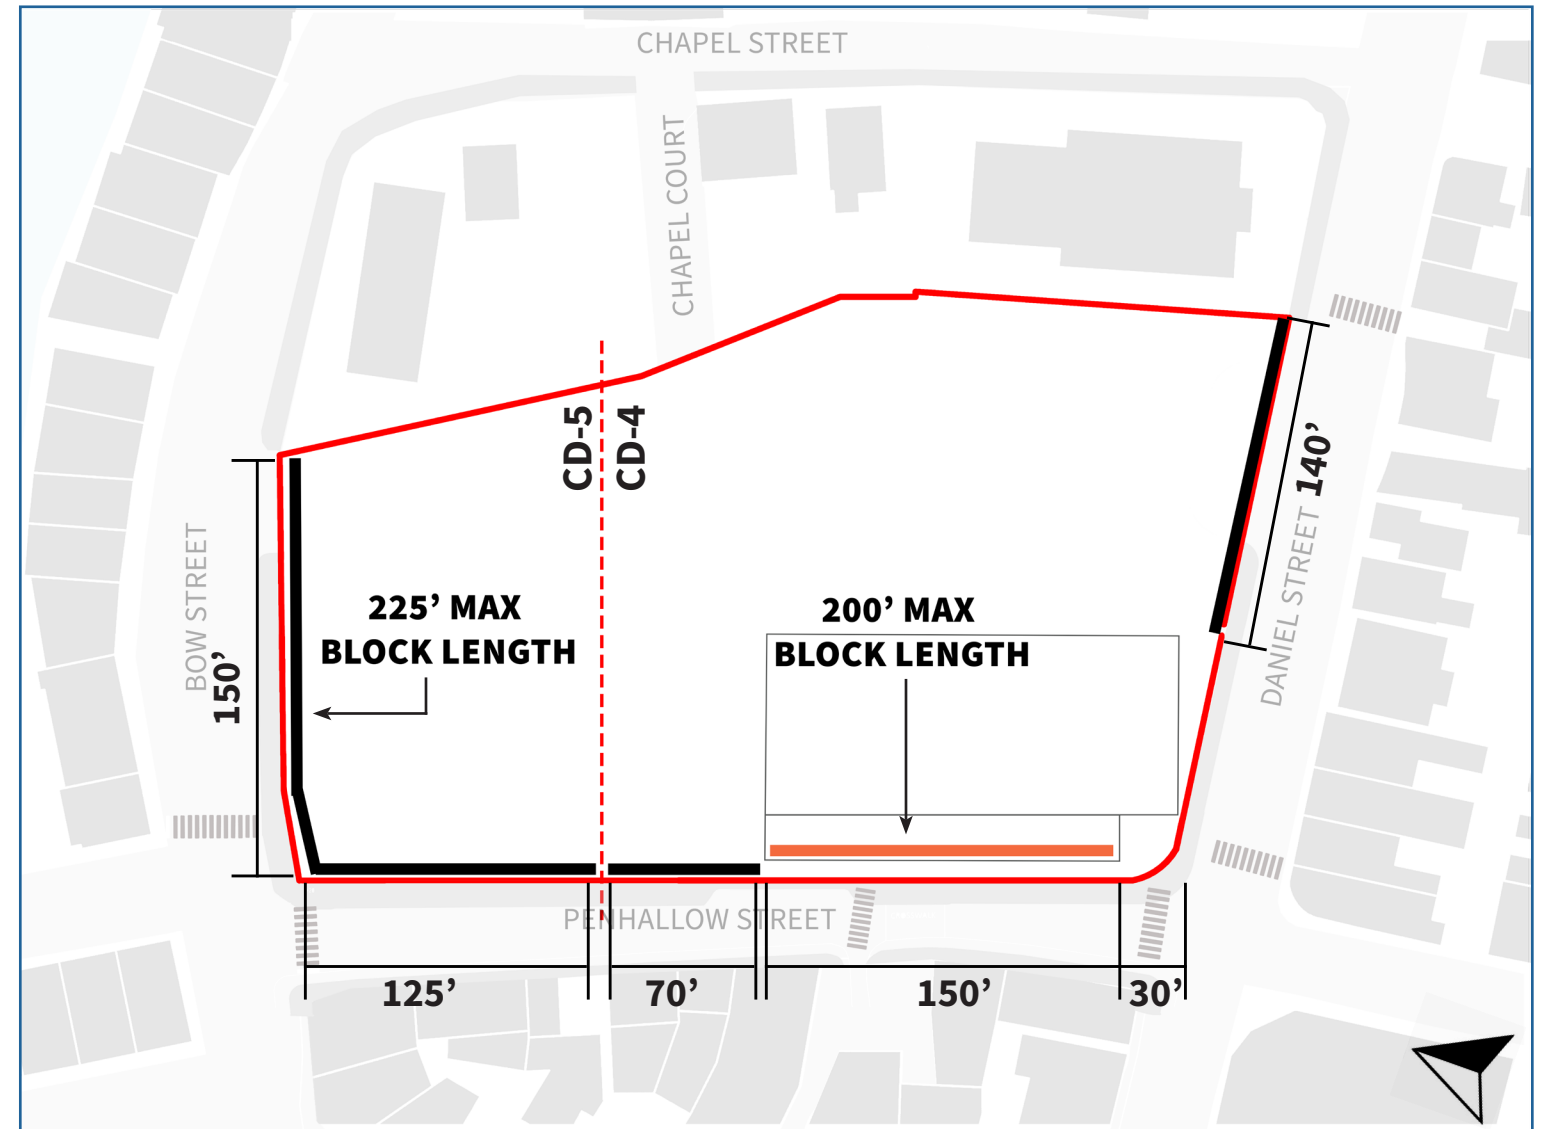 CHAPEL STREET
CHAPEL COURT
CD-5
CD-4
140’
DANIEL STREET
BOW STREET
150’
225’ MAX
BLOCK LENGTH
200’ MAX
BLOCK LENGTH
PENHALLOW STREET
125’
70’
150’
30’